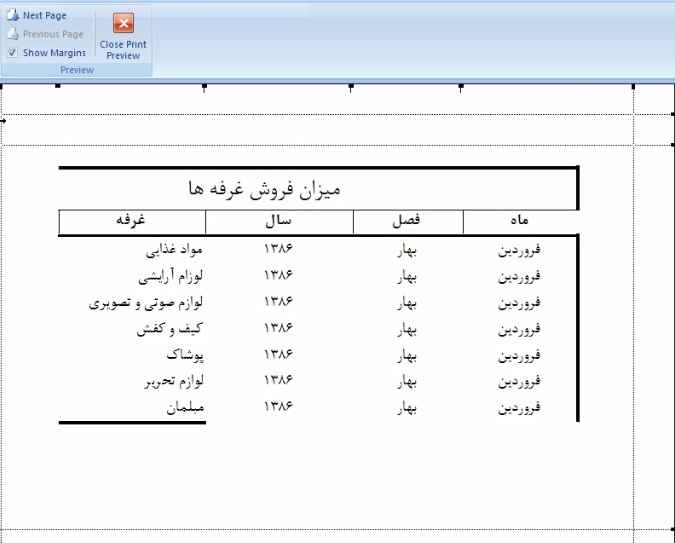 Next Page
Previous Page
Show Margins
Close Print Preview
Preview
میزان فروش غرفه ها
ماه فصل سال غرفه
فروردین بهار ۱۳۸۶ مواد غذایی
فروردین بهار ۱۳۸۶ لوزام آرایشی
فروردین بهار ۱۳۸۶ لوازم صوتی و تصویری
فروردین بهار ۱۳۸۶ کیف و کفش
فروردین بهار ۱۳۸۶ پوشاک
فروردین بهار ۱۳۸۶ لوازم تحریر
فروردین بهار ۱۳۸۶ مبلمان